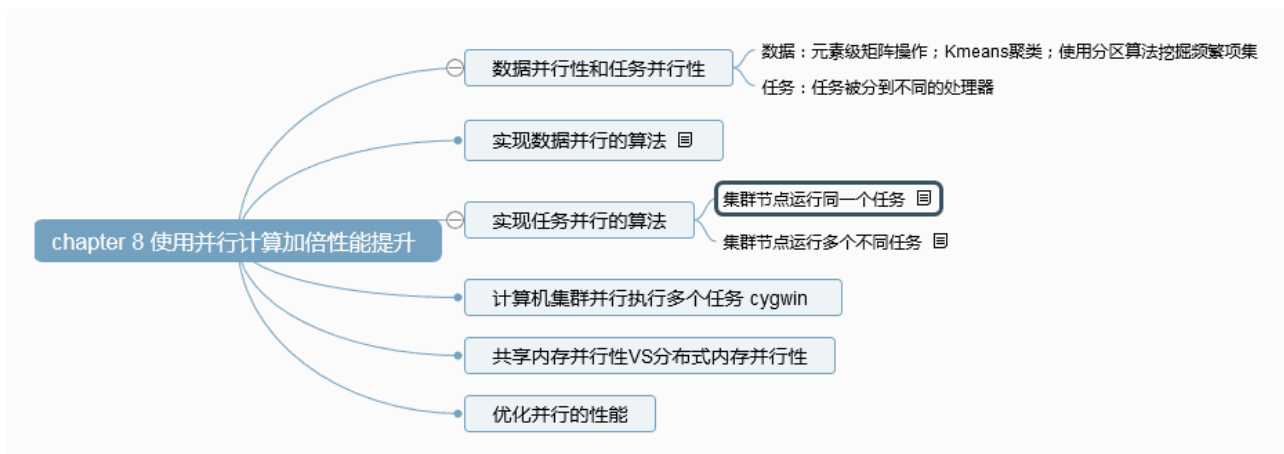 chapter 8 使用并行计算加倍性能提升
数据并行性和任务并行性
数据：元素级矩阵操作；Kmeans聚类；使用分区算法挖掘频繁项集
任务：任务被分到不同的处理器
实现数据并行的算法
实现任务并行的算法
集群节点运行同一个任务
集群节点运行多个不同任务
计算机集群并行执行多个任务 cygwin
共享内存并行性VS分布式内存并行性
优化并行的性能